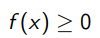 f(x) ≥ 0